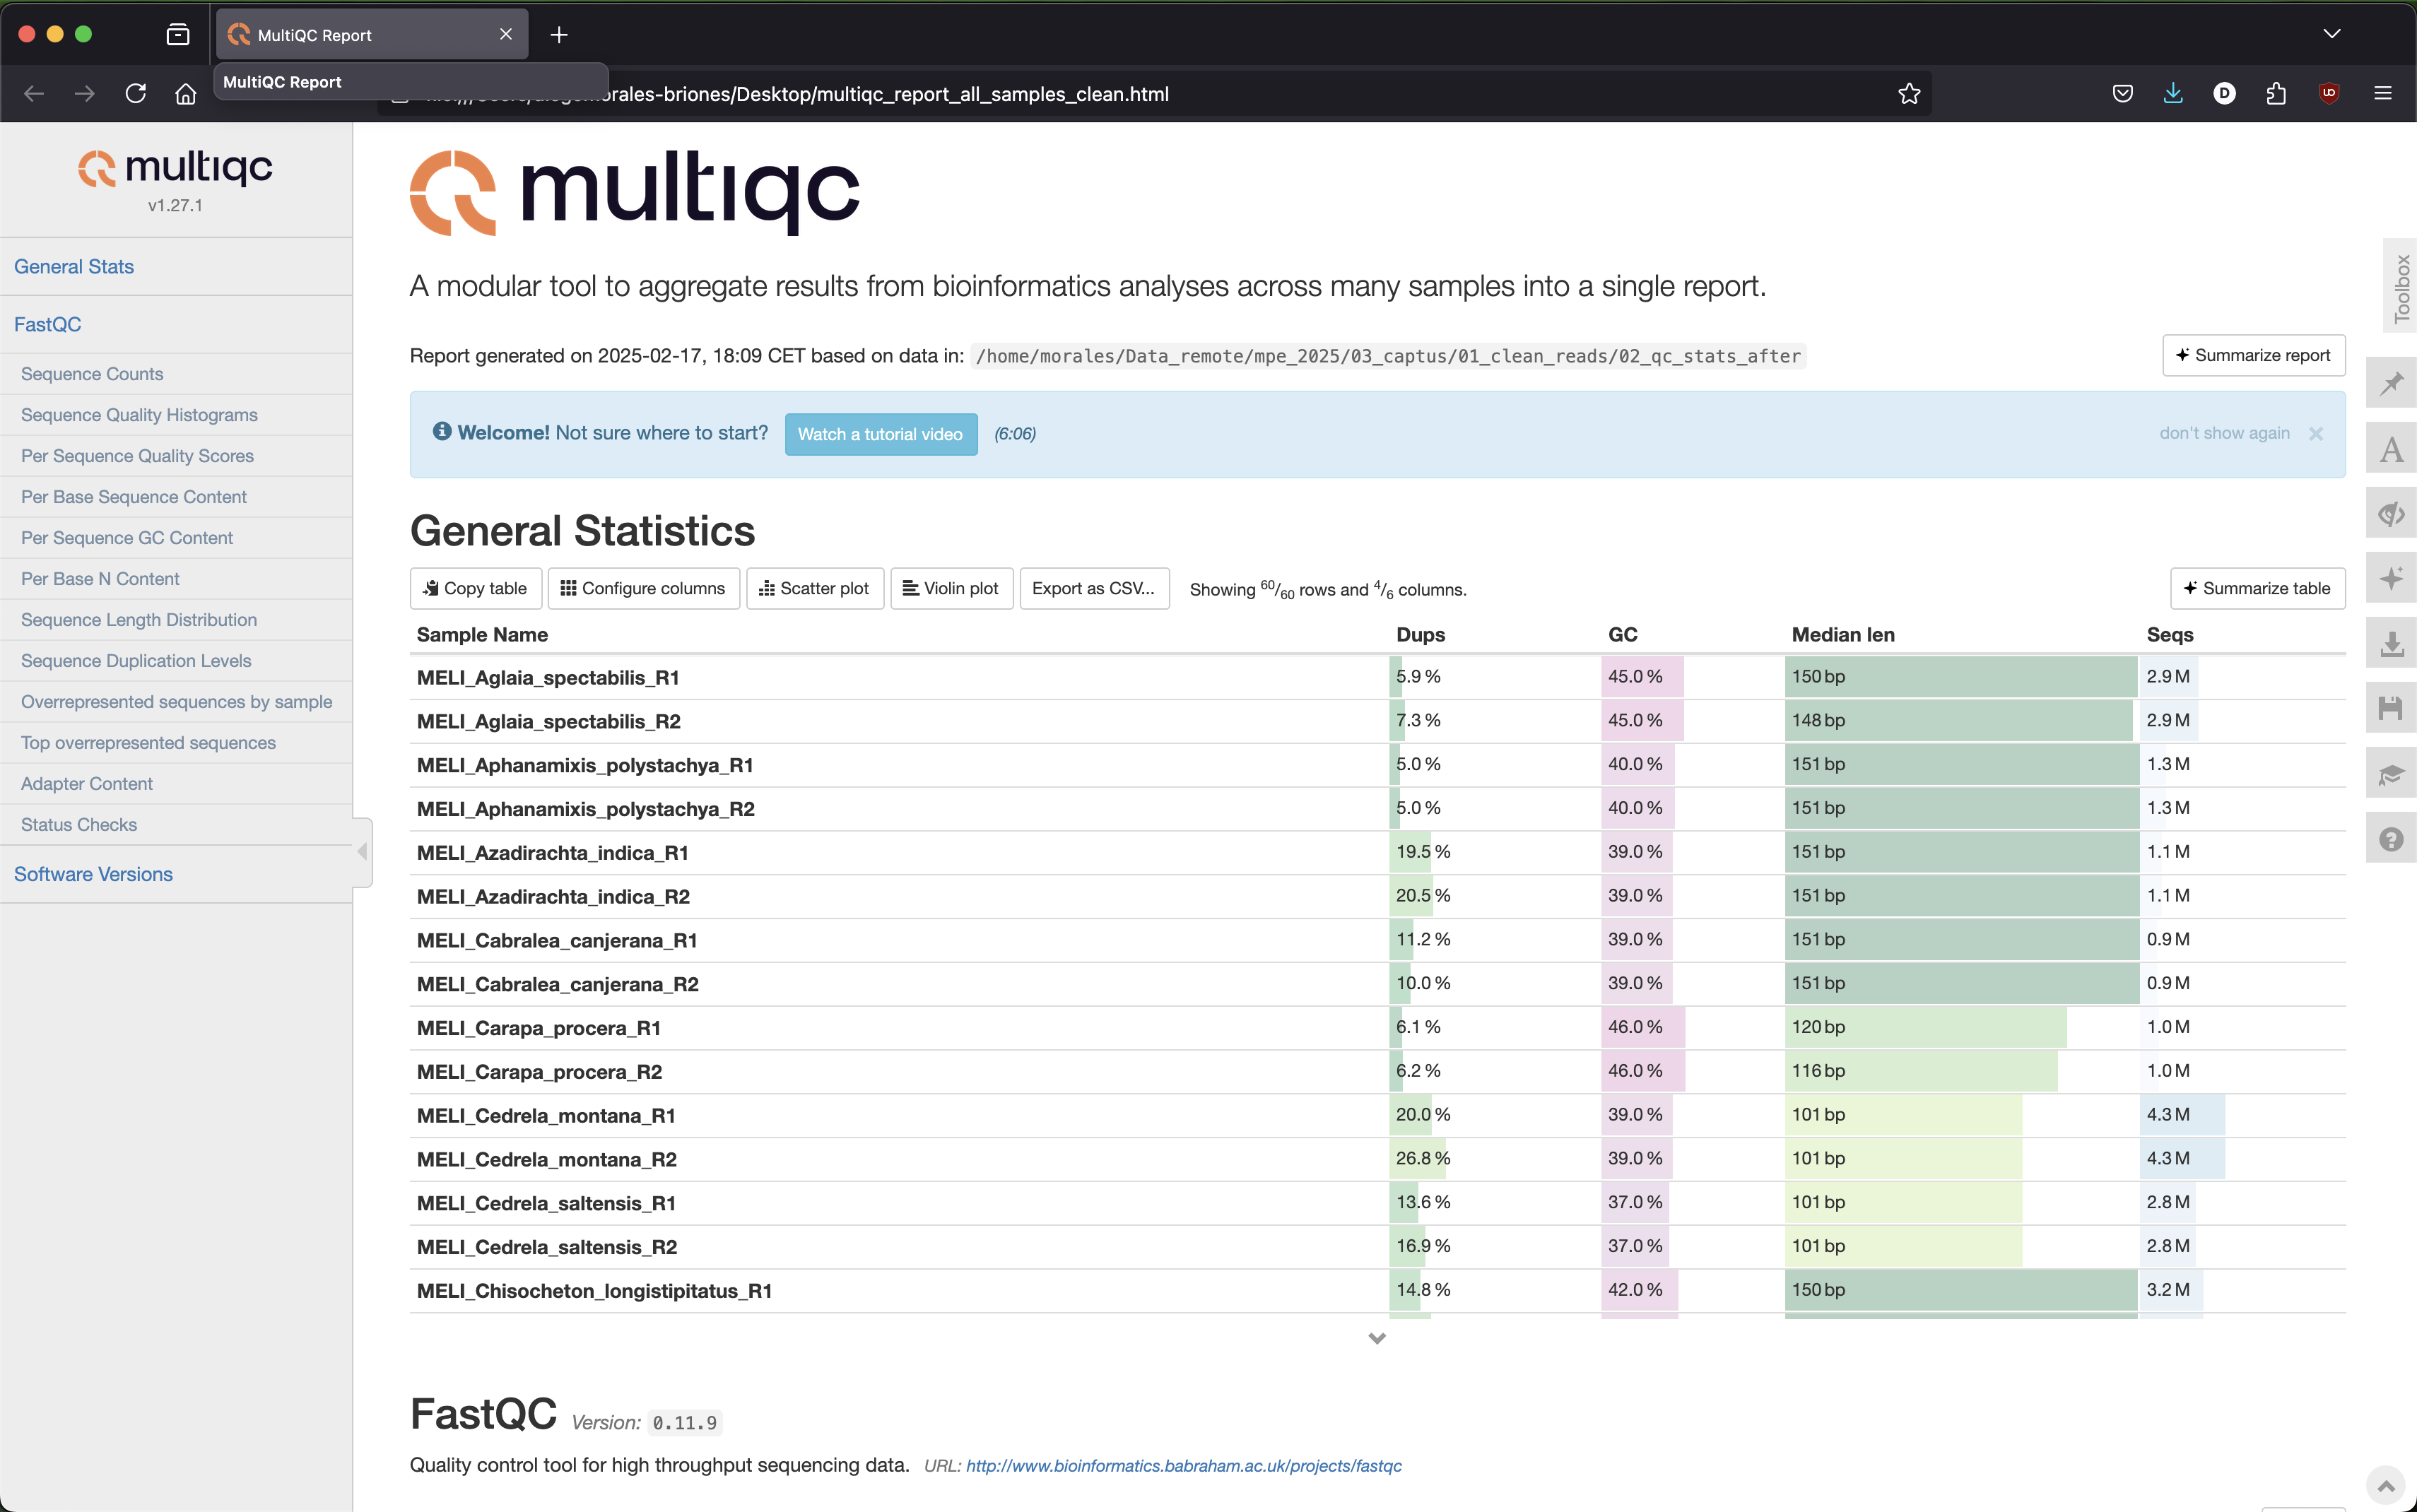 MultiQC Report
MultiQC Report
morales-briones/Desktop/multiqc_report_all_samples_clean.html
multiqc
v1.27.1
General Stats
FastQC
Sequence Counts
Sequence Quality Histograms
Per Sequence Quality Scores
Per Base Sequence Content
Per Sequence GC Content
Per Base N Content
Sequence Length Distribution
Sequence Duplication Levels
Overrepresented sequences by sample
Top overrepresented sequences
Adapter Content
Status Checks
Software Versions
multiqc
A modular tool to aggregate results from bioinformatics analyses across many samples into a single report.
Report generated on 2025-02-17, 18:09 CET based on data in: /home/morales/Data_remote/mpe_2025/03_captus/01_clean_reads/02_qc_stats_after
Summarize report
Welcome! Not sure where to start? Watch a tutorial video (6:06) don't show again
General Statistics
Copy table Configure columns Scatter plot Violin plot Export as CSV... Showing 60/60 rows and 4/6 columns. Summarize table
Sample Name Dups GC Median len Seqs
MELI_Aglaia_spectabilis_R1 5.9 % 45.0 % 150 bp 2.9 M
MELI_Aglaia_spectabilis_R2 7.3 % 45.0 % 148 bp 2.9 M
MELI_Aphanamixis_polystachya_R1 5.0 % 40.0 % 151 bp 1.3 M
MELI_Aphanamixis_polystachya_R2 5.0 % 40.0 % 151 bp 1.3 M
MELI_Azadirachta_indica_R1 19.5 % 39.0 % 151 bp 1.1 M
MELI_Azadirachta_indica_R2 20.5 % 39.0 % 151 bp 1.1 M
MELI_Cabralea_canjerana_R1 11.2 % 39.0 % 151 bp 0.9 M
MELI_Cabralea_canjerana_R2 10.0 % 39.0 % 151 bp 0.9 M
MELI_Carapa_procera_R1 6.1 % 46.0 % 120 bp 1.0 M
MELI_Carapa_procera_R2 6.2 % 46.0 % 116 bp 1.0 M
MELI_Cedrela_montana_R1 20.0 % 39.0 % 101 bp 4.3 M
MELI_Cedrela_montana_R2 26.8 % 39.0 % 101 bp 4.3 M
MELI_Cedrela_saltensis_R1 13.6 % 37.0 % 101 bp 2.8 M
MELI_Cedrela_saltensis_R2 16.9 % 37.0 % 101 bp 2.8 M
MELI_Chisocheton_longistipitatus_R1 14.8 % 42.0 % 150 bp 3.2 M
FastQC Version: 0.11.9
Quality control tool for high throughput sequencing data. URL: http://www.bioinformatics.babraham.ac.uk/projects/fastqc
Toolbox